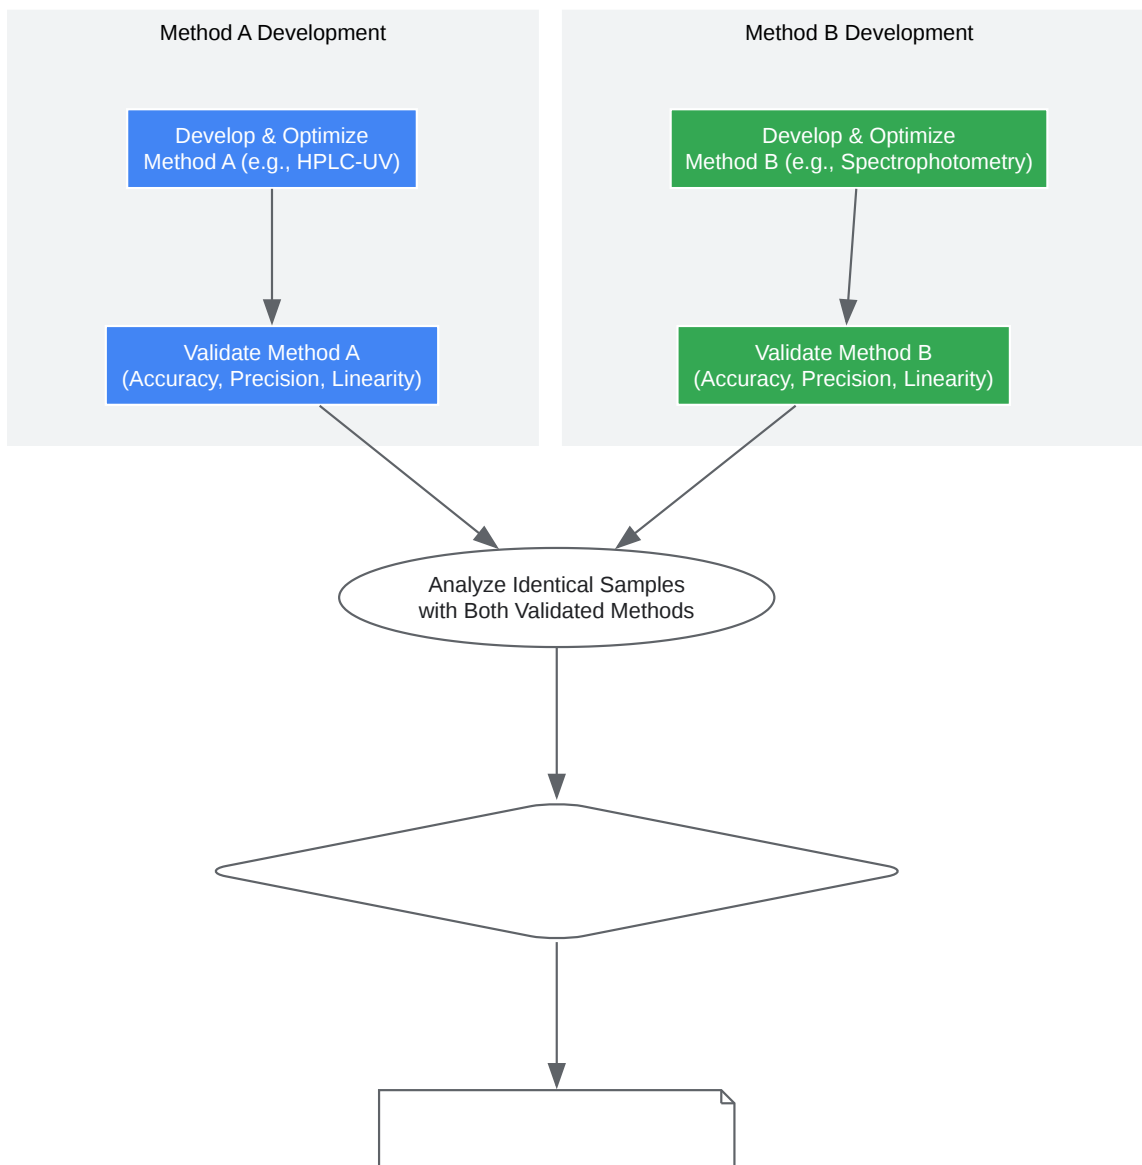 Method A Development
Method B Development
Develop & Optimize
Method A (e.g., HPLC-UV)
Develop & Optimize
Method B (e.g., Spectrophotometry)
Validate Method A
(Accuracy, Precision, Linearity)
Validate Method B
(Accuracy, Precision, Linearity)
Analyze Identical Samples
with Both Validated Methods